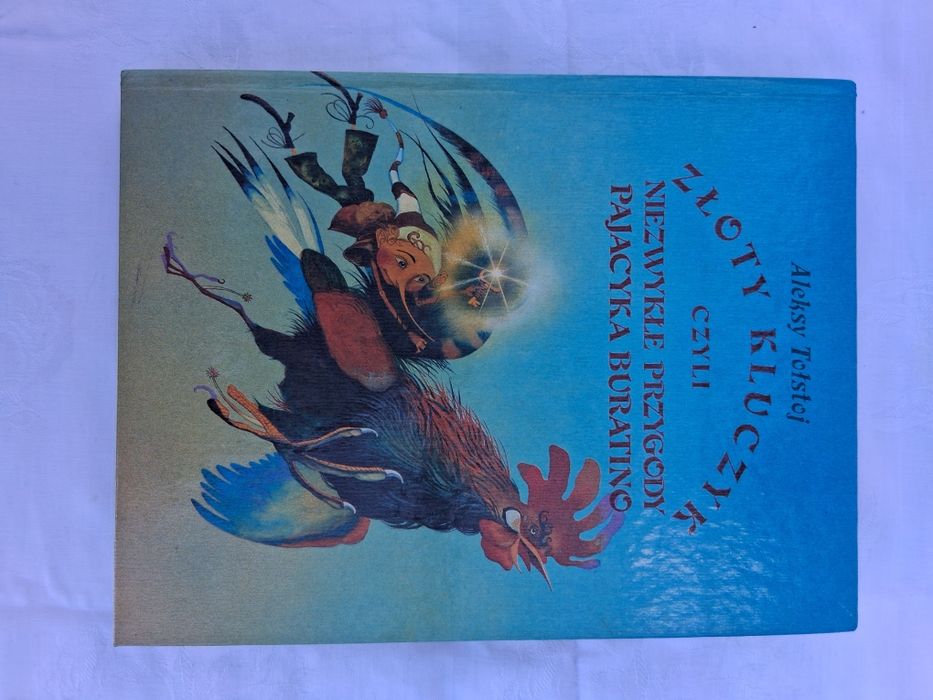 Aleksy Tołstoj
ZŁOTY KLUCZYK
CZYLI
NIEZWYKŁE PRZYGODY
PAJACYKA BURATINO